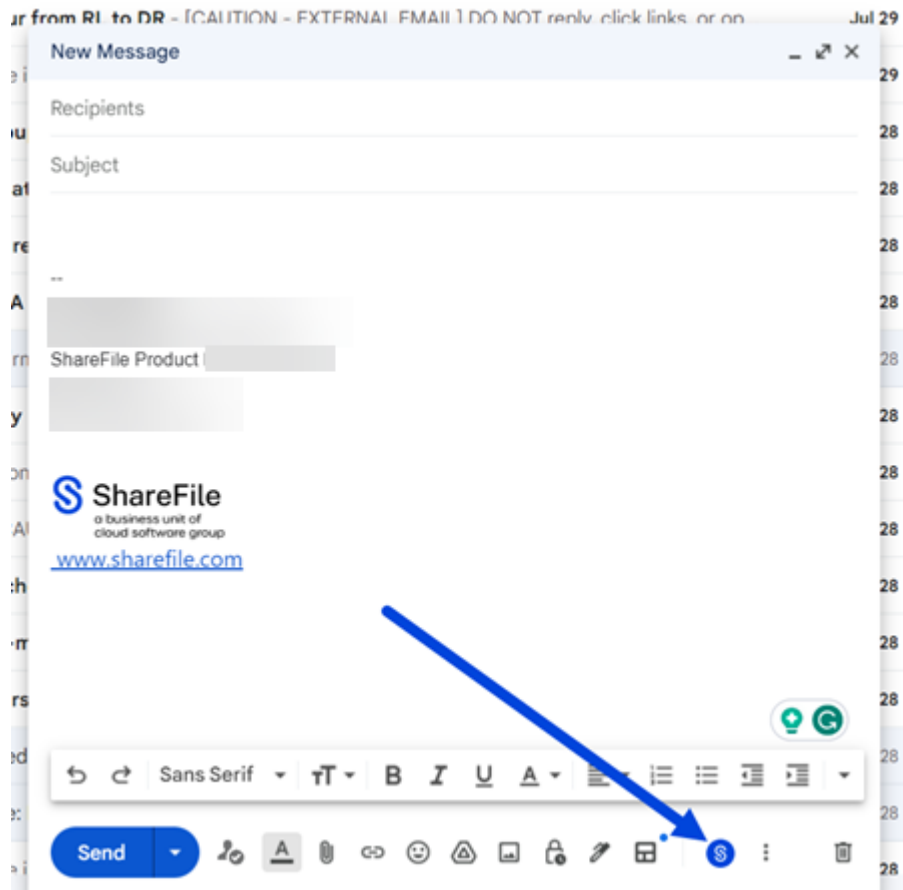 ur from RL to DR - [CAUTION - EXTERNAL EMAIL] DO NOT reply, click links, or op Jul 29
New Message
29
Recipients
28
Subject
28
28
--
28
ShareFile Product
28
28
28
ShareFile
a business unit of
cloud software group
28
www.sharefile.com
28
28
28
28
Sans Serif
B I U A
28
Send
28